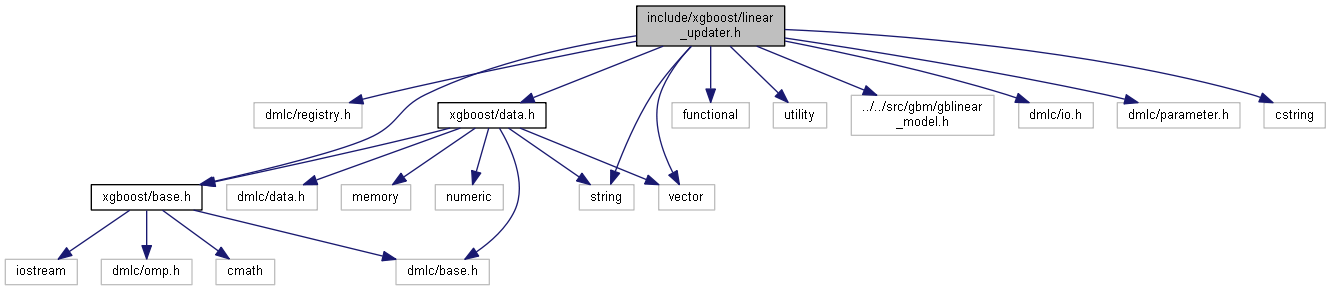 include/xgboost/linear
_updater.h
dmlc/registry.h
xgboost/data.h
functional
utility
../../src/gbm/gblinear
_model.h
dmlc/io.h
dmlc/parameter.h
cstring
xgboost/base.h
dmlc/data.h
memory
numeric
string
vector
iostream
dmlc/omp.h
cmath
dmlc/base.h